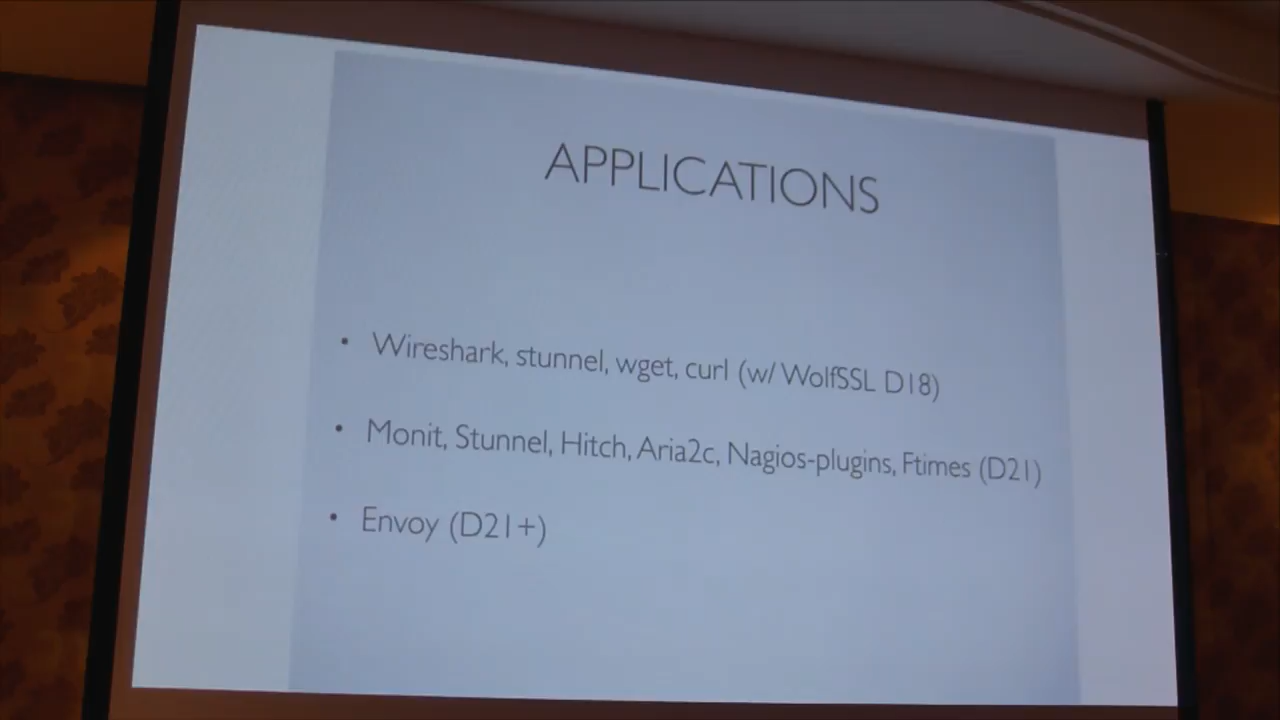 APPLICATIONS
• Wireshark, stunnel, wget, curl (w/ WolfSSL D18)
• Monit, Stunnel, Hitch, Aria2c, Nagios-plugins, Ftimes (D21)
• Envoy (D21+)